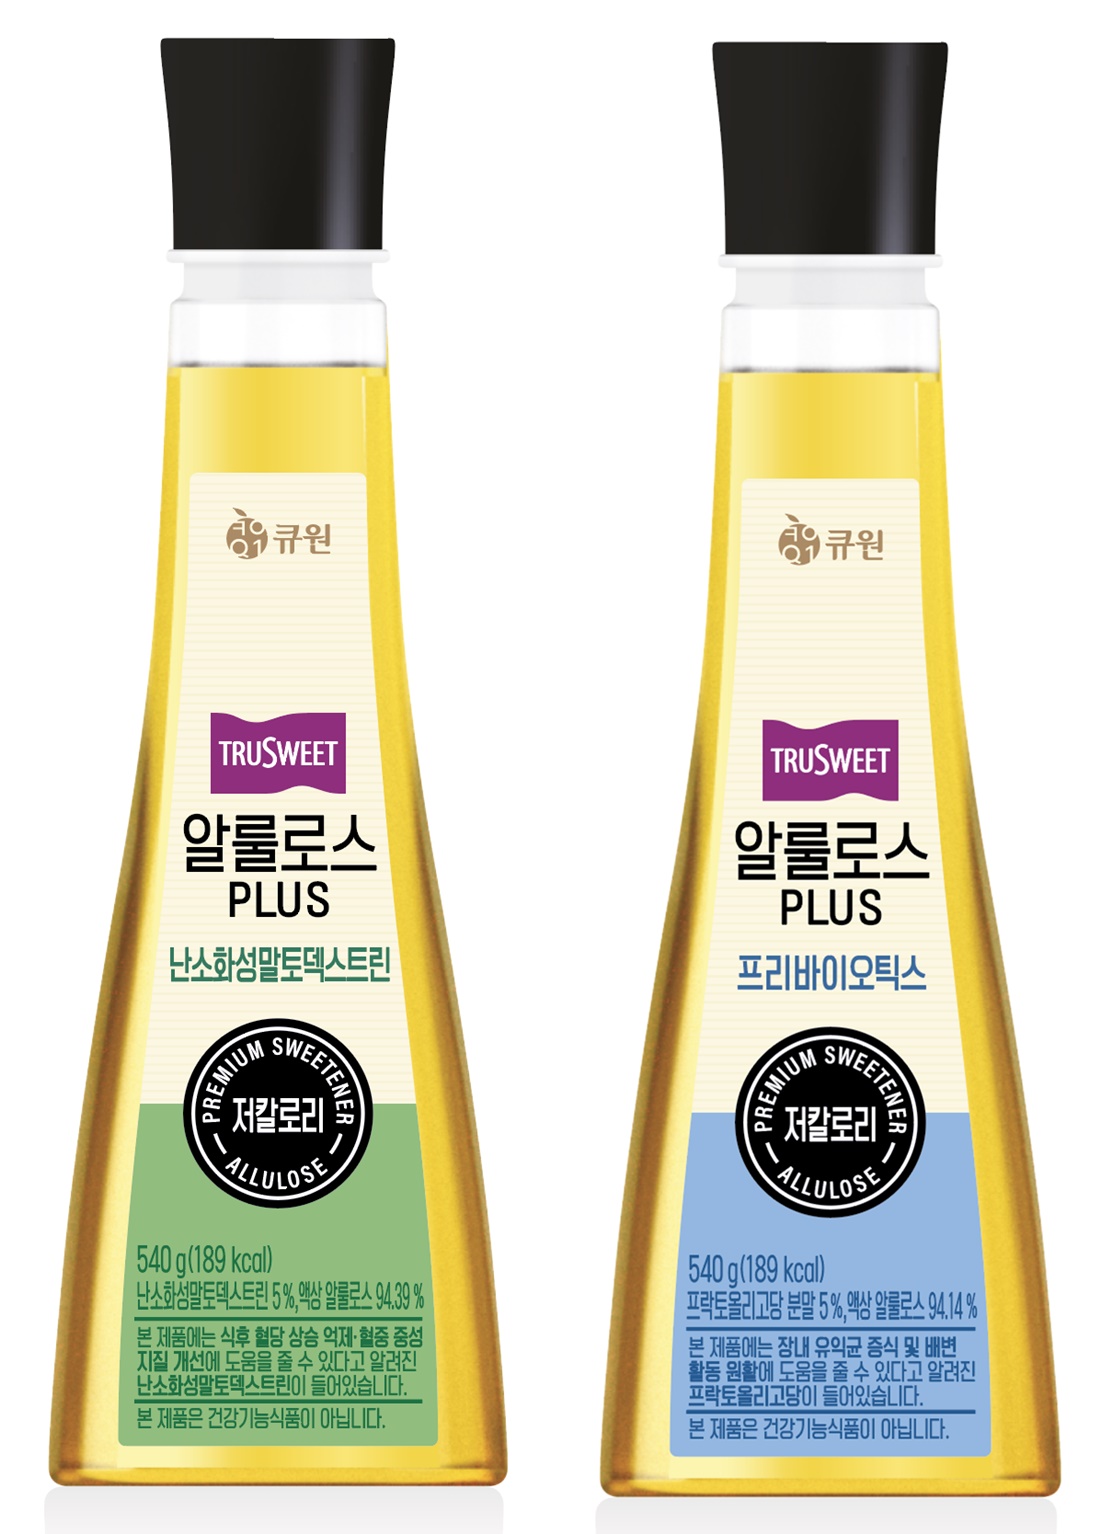 큐원
TRUSWEET
알룰로스
PLUS
난소화성말토덱스트린
PREMIUM SWEETENER
저칼로리
ALLULOSE
540 g(189 kcal)
난소화성말토덱스트린 5 %, 액상 알룰로스 94.39 %
본 제품에는 식후 혈당 상승 억제·혈중 중성
지질 개선에 도움을 줄 수 있다고 알려진
난소화성말토덱스트린이 들어있습니다.
본 제품은 건강기능식품이 아닙니다.
큐원
TRUSWEET
알룰로스
PLUS
프리바이오틱스
PREMIUM SWEETENER
저칼로리
ALLULOSE
540 g(189 kcal)
프락토올리고당 분말 5 %, 액상 알룰로스 94.14 %
본 제품에는 장내 유익균 증식 및 배변
활동 원활에 도움을 줄 수 있다고 알려진
프락토올리고당이 들어있습니다.
본 제품은 건강기능식품이 아닙니다.